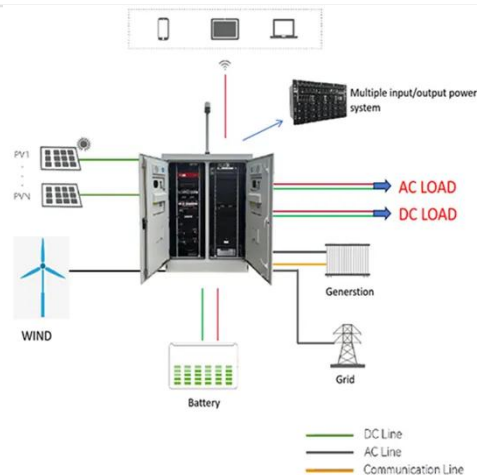 Multiple input/output power
system
PV1
PVN
AC LOAD
DC LOAD
WIND
Generstion
Battery
Grid
DC Line
AC Line
Communication Line